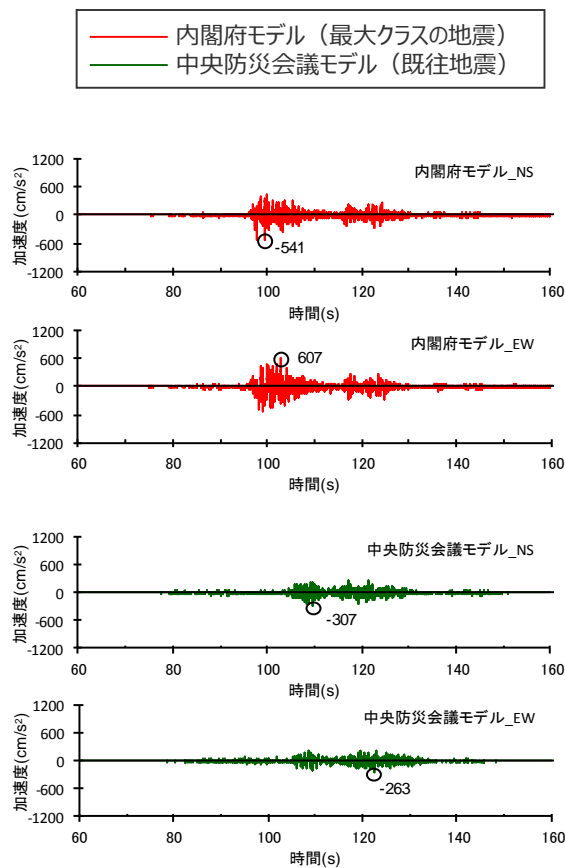 内閣府モデル（最大クラスの地震）
中央防災会議モデル（既往地震）
1200
600
0
-600
-1200
加速度(cm/s²)
内閣府モデル_NS
-541
60 80 100 120 140 160
時間(s)
1200
600
0
-600
-1200
加速度(cm/s²)
内閣府モデル_EW
607
60 80 100 120 140 160
時間(s)
1200
600
0
-600
-1200
加速度(cm/s²)
中央防災会議モデル_NS
-307
60 80 100 120 140 160
時間(s)
1200
600
0
-600
-1200
加速度(cm/s²)
中央防災会議モデル_EW
-263
60 80 100 120 140 160
時間(s)